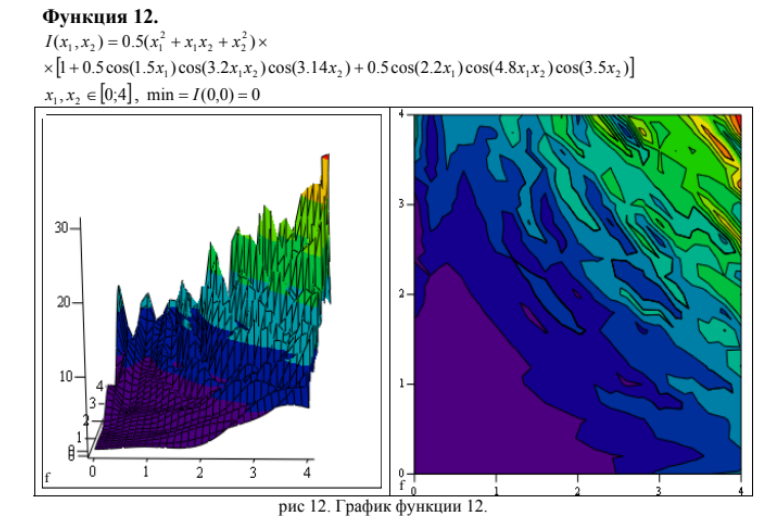 Функция 12.
I(x₁,x₂) = 0.5(x₁² + x₁x₂ + x₂²)×
×[1+0.5cos(1.5x₁)cos(3.2x₁x₂)cos(3.14x₂)+0.5cos(2.2x₁)cos(4.8x₁x₂)cos(3.5x₂)]
x₁,x₂ ∈[0;4], min = I(0,0) = 0
30
20
10
4
3
2
1
0
f 0 1 2 3 4
4
3
2
1
0
f 0 1 2 3 4
рис 12. График функции 12.